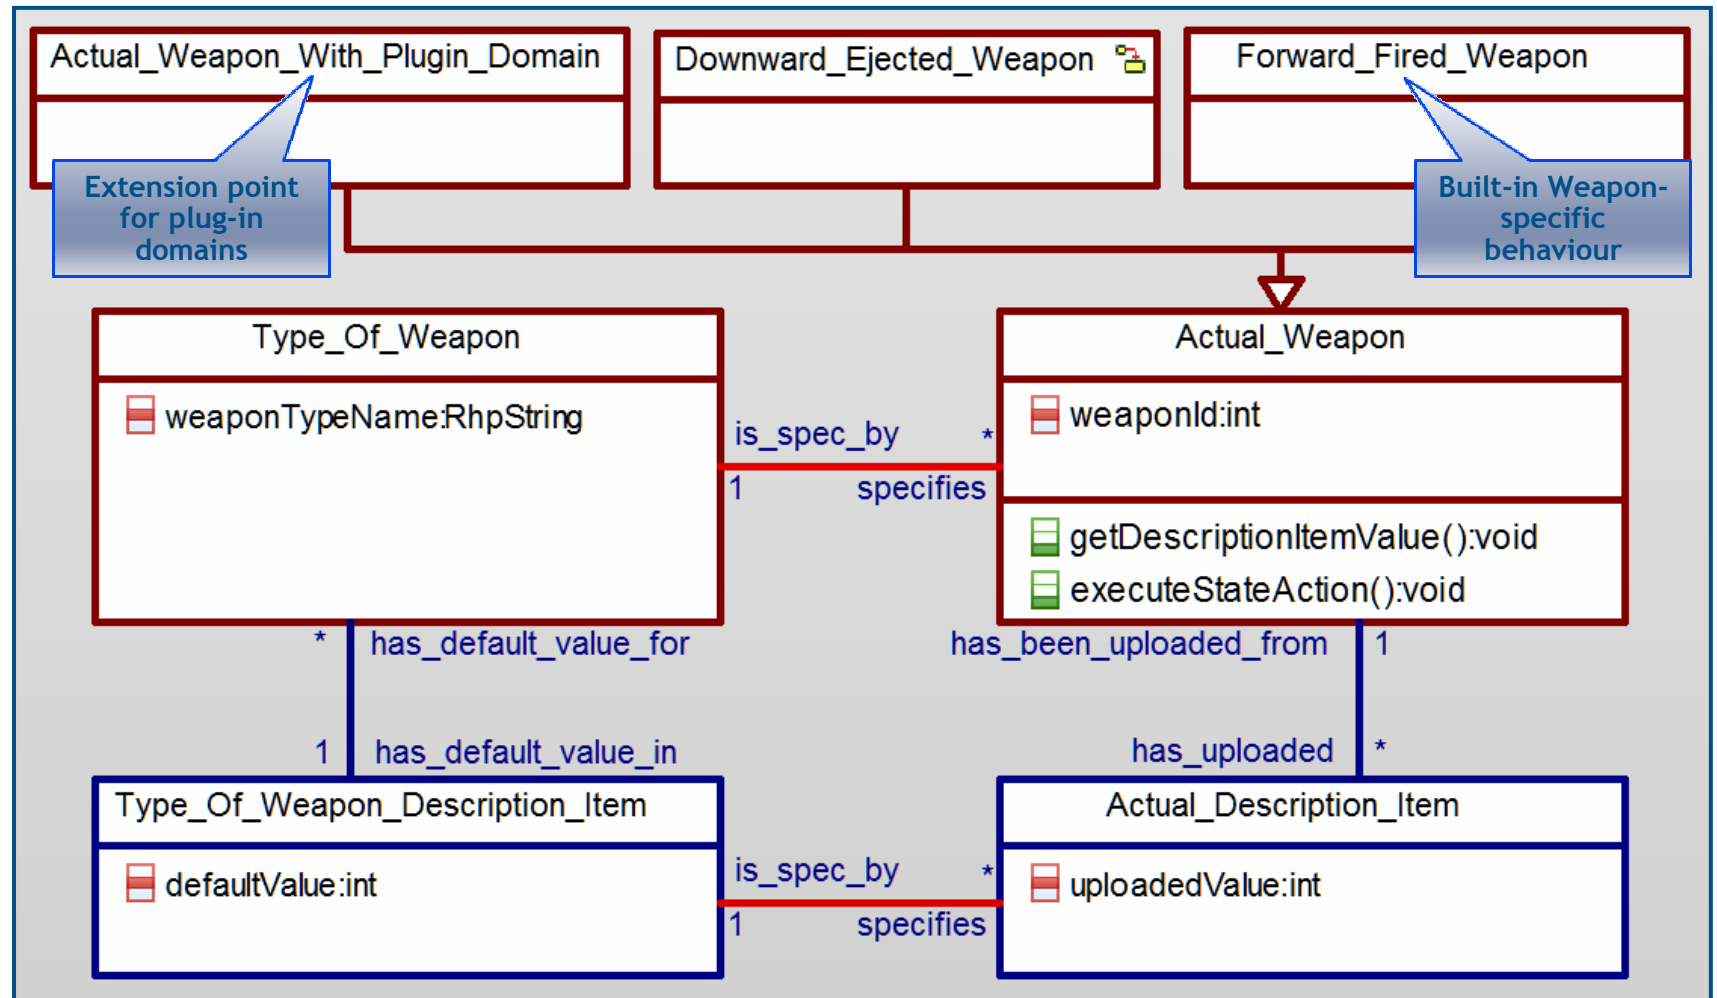 Actual_Weapon_With_Plugin_Domain
Downward_Ejected_Weapon
Forward_Fired_Weapon
Extension point
for plug-in
domains
Built-in Weapon-
specific
behaviour
Type_Of_Weapon
weaponTypeName:RhpString
Actual_Weapon
weaponId:int
getDescriptionItemValue():void
executeStateAction():void
is_spec_by *
1 specifies
* has_default_value_for
1 has_default_value_in
has_been_uploaded_from 1
has_uploaded *
Type_Of_Weapon_Description_Item
defaultValue:int
is_spec_by *
1 specifies
Actual_Description_Item
uploadedValue:int